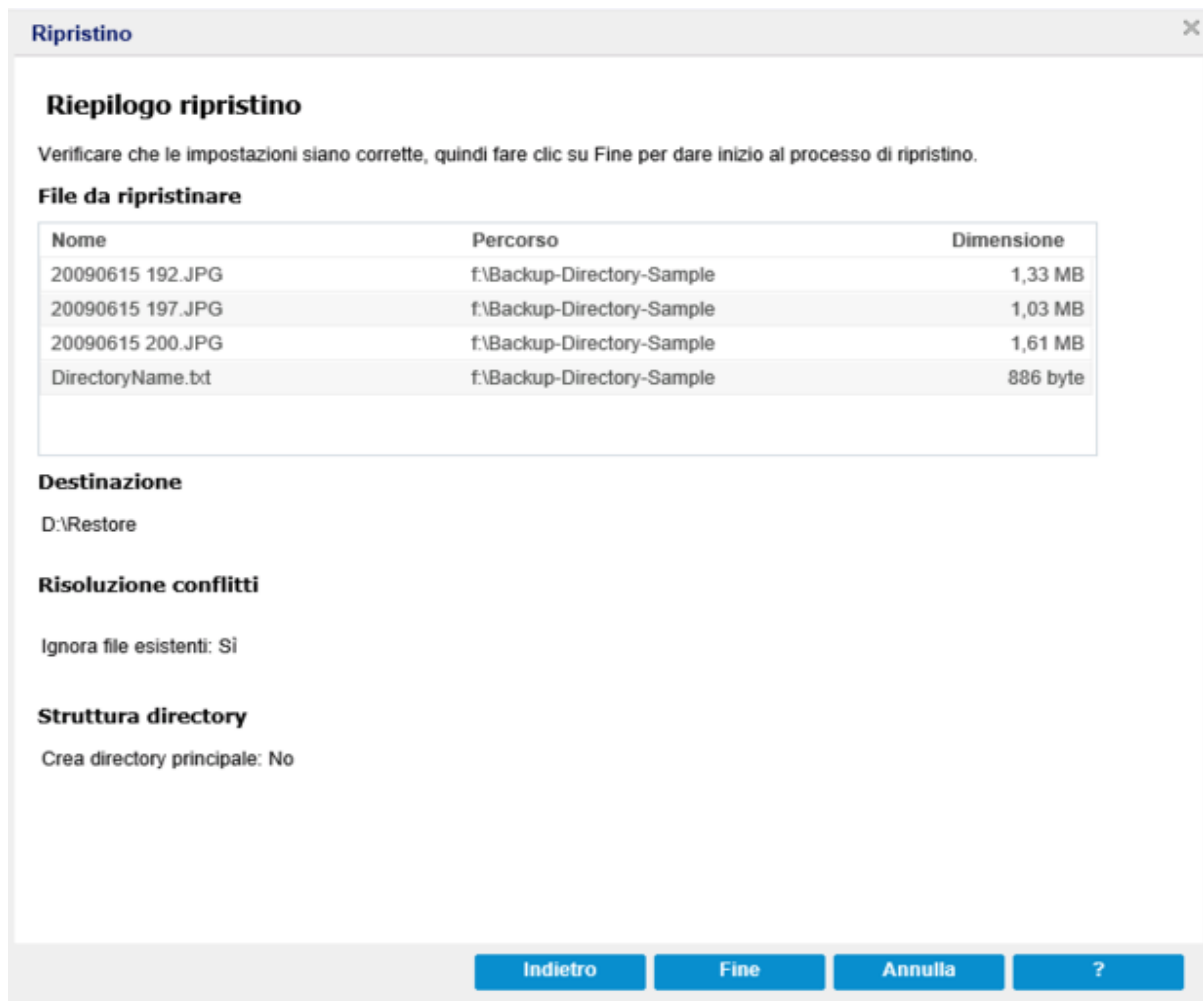 Ripristino
Riepilogo ripristino
Verificare che le impostazioni siano corrette, quindi fare clic su Fine per dare inizio al processo di ripristino.
File da ripristinare
Nome Percorso Dimensione
20090615 192.JPG f:\Backup-Directory-Sample 1,33 MB
20090615 197.JPG f:\Backup-Directory-Sample 1,03 MB
20090615 200.JPG f:\Backup-Directory-Sample 1,61 MB
DirectoryName.txt f:\Backup-Directory-Sample 886 byte
Destinazione
D:\Restore
Risoluzione conflitti
Ignora file esistenti: Sì
Struttura directory
Crea directory principale: No
Indietro Fine Annulla ?